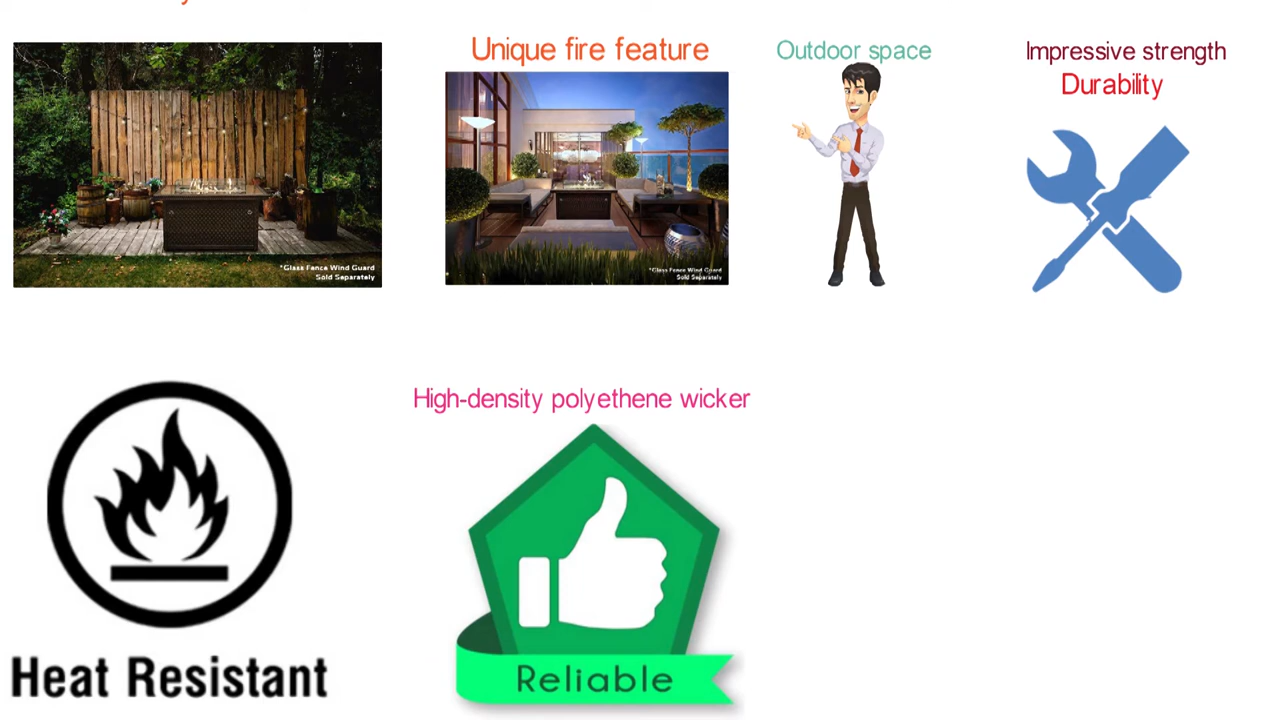 Unique fire feature
Outdoor space
Impressive strength
Durability
*Glass Fence Wind Guard
Sold Separately
*Glass Fence Wind Guard
Sold Separately
High-density polyethene wicker
Heat Resistant
Reliable